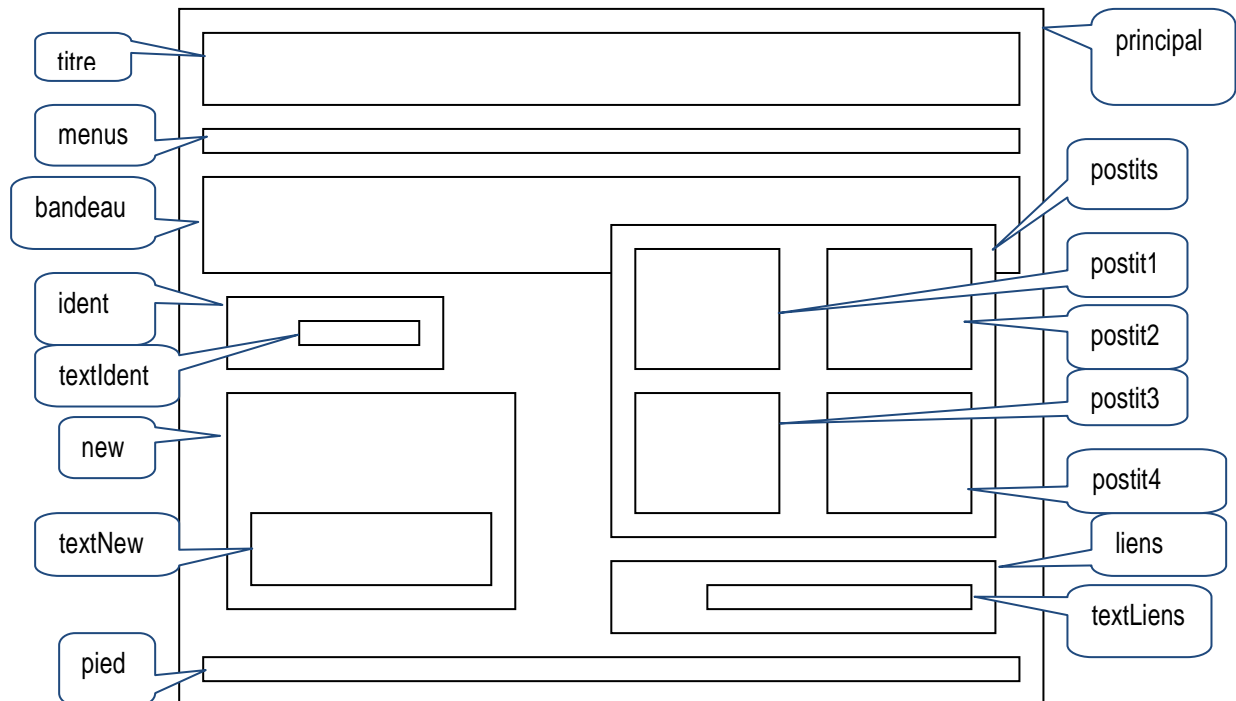 titre
principal
menus
postits
bandeau
postit1
ident
postit2
textIdent
postit3
new
postit4
textNew
liens
textLiens
pied